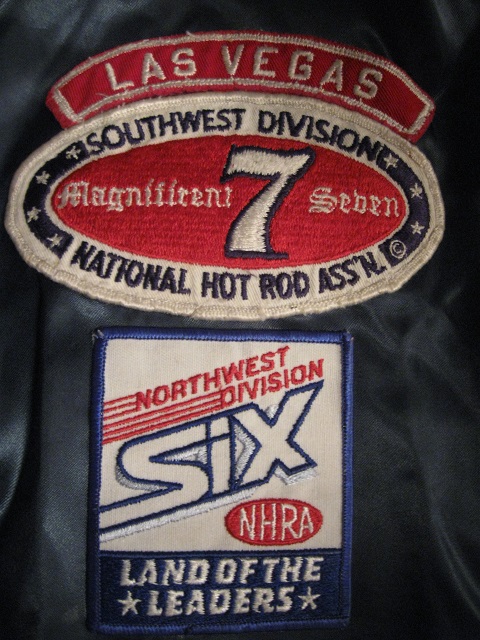 LAS VEGAS
SOUTHWEST DIVISION
Magnificent 7 Seven
NATIONAL HOT ROD ASS'N. ©
NORTHWEST
DIVISION
SIX
NHRA
LAND OF THE
LEADERS